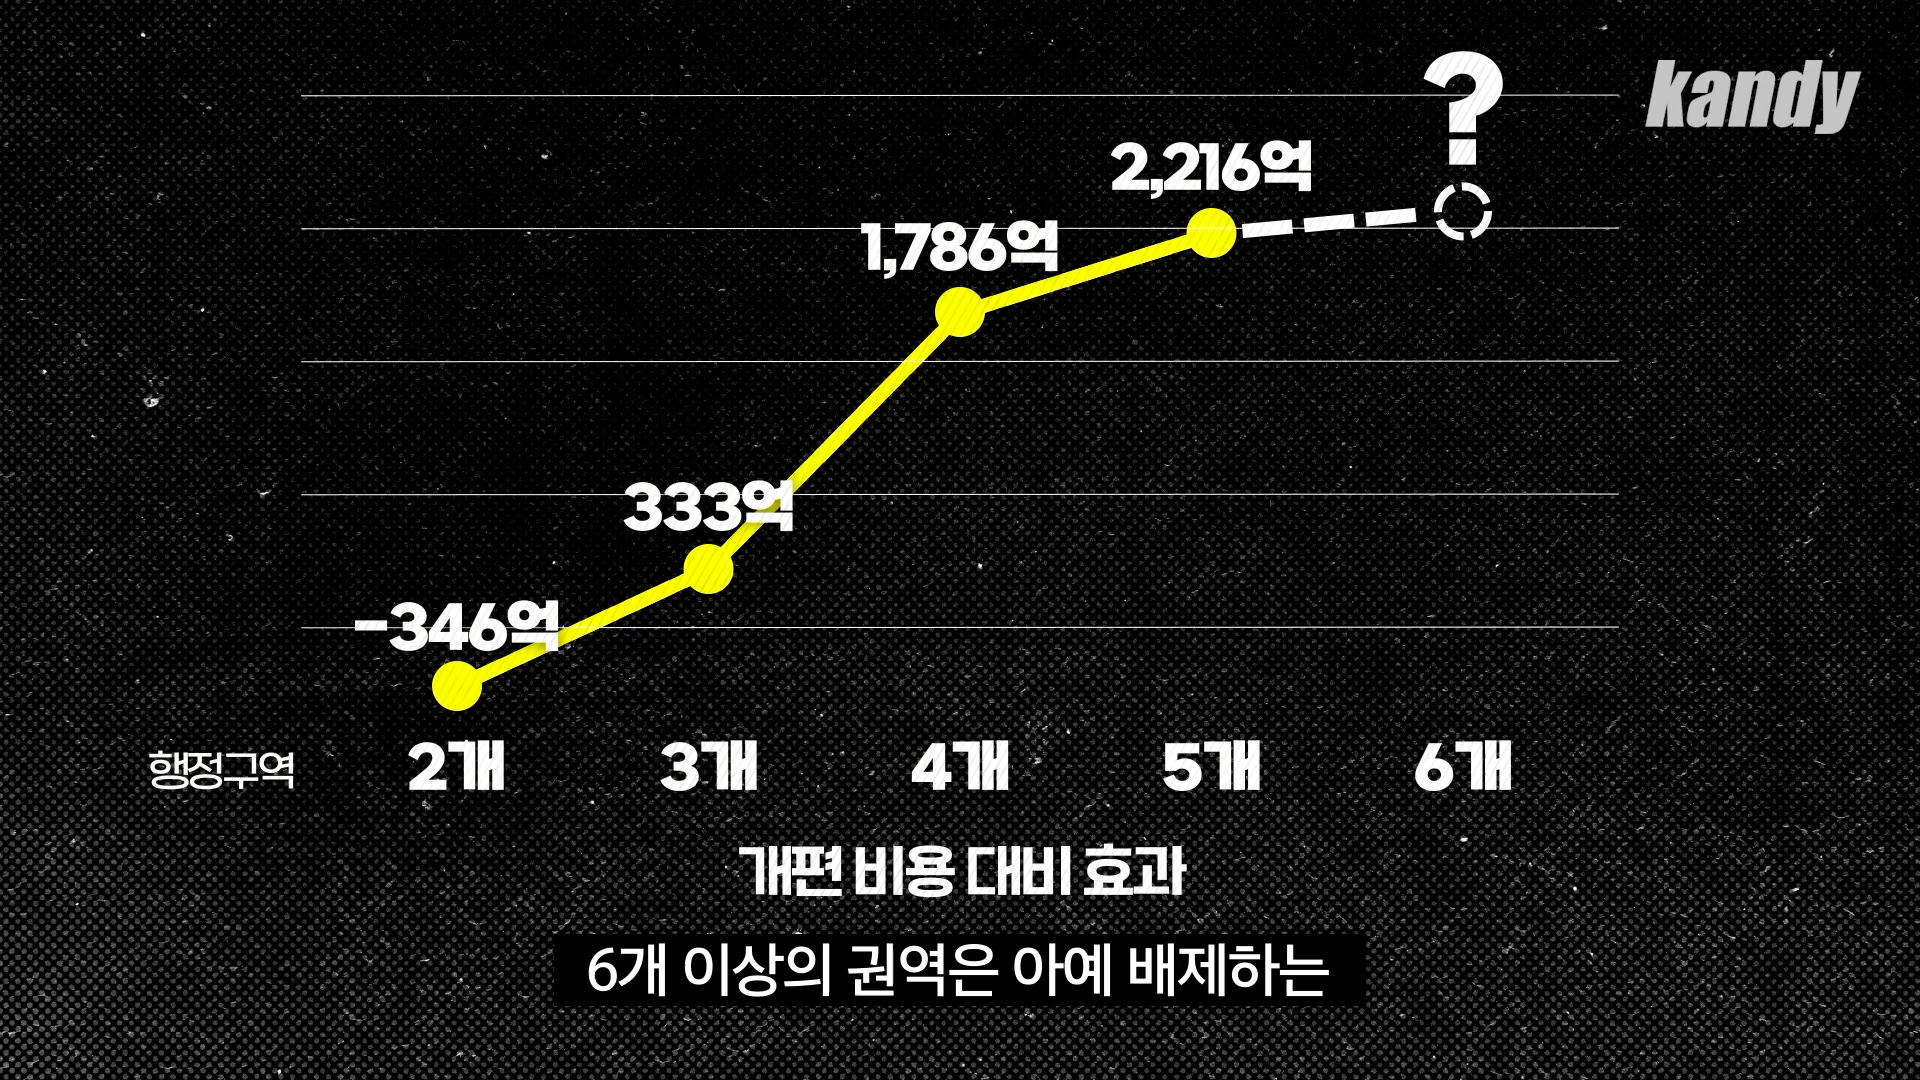 kandy
?
2,216억
1,786억
333억
-346억
행정구역 2개 3개 4개 5개 6개
개편 비용 대비 효과
6개 이상의 권역은 아예 배제하는